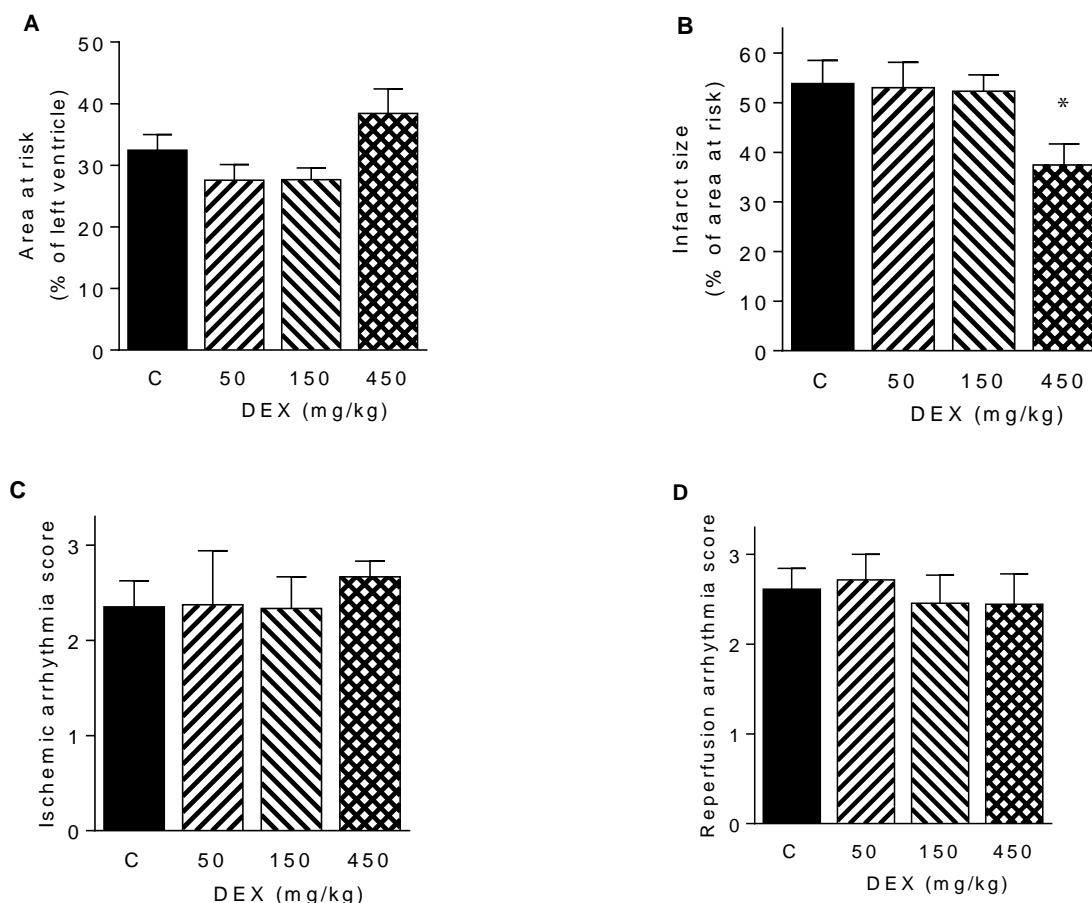 A
Area at risk
(% of left ventricle)
50
40
30
20
10
0
C 50 150 450
DEX (mg/kg)
B
Infarct size
(% of area at risk)
60
50
40
30
20
10
0
*
C 50 150 450
DEX (mg/kg)
C
Ischemic arrhythmia score
3
2
1
0
C 50 150 450
DEX (mg/kg)
D
Reperfusion arrhythmia score
3
2
1
0
C 50 150 450
DEX (mg/kg)